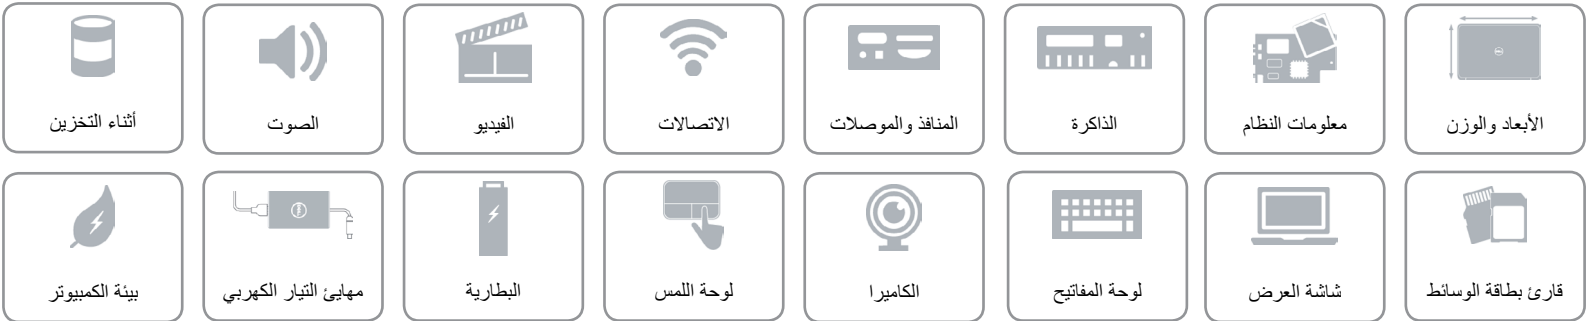 الأبعاد والوزن
معلومات النظام
الذاكرة
المنافذ والموصلات
الاتصالات
الفيديو
الصوت
أثناء التخزين
قارئ بطاقة الوسائط
شاشة العرض
لوحة المفاتيح
الكاميرا
لوحة اللمس
البطارية
مهايئ التيار الكهربي
بيئة الكمبيوتر